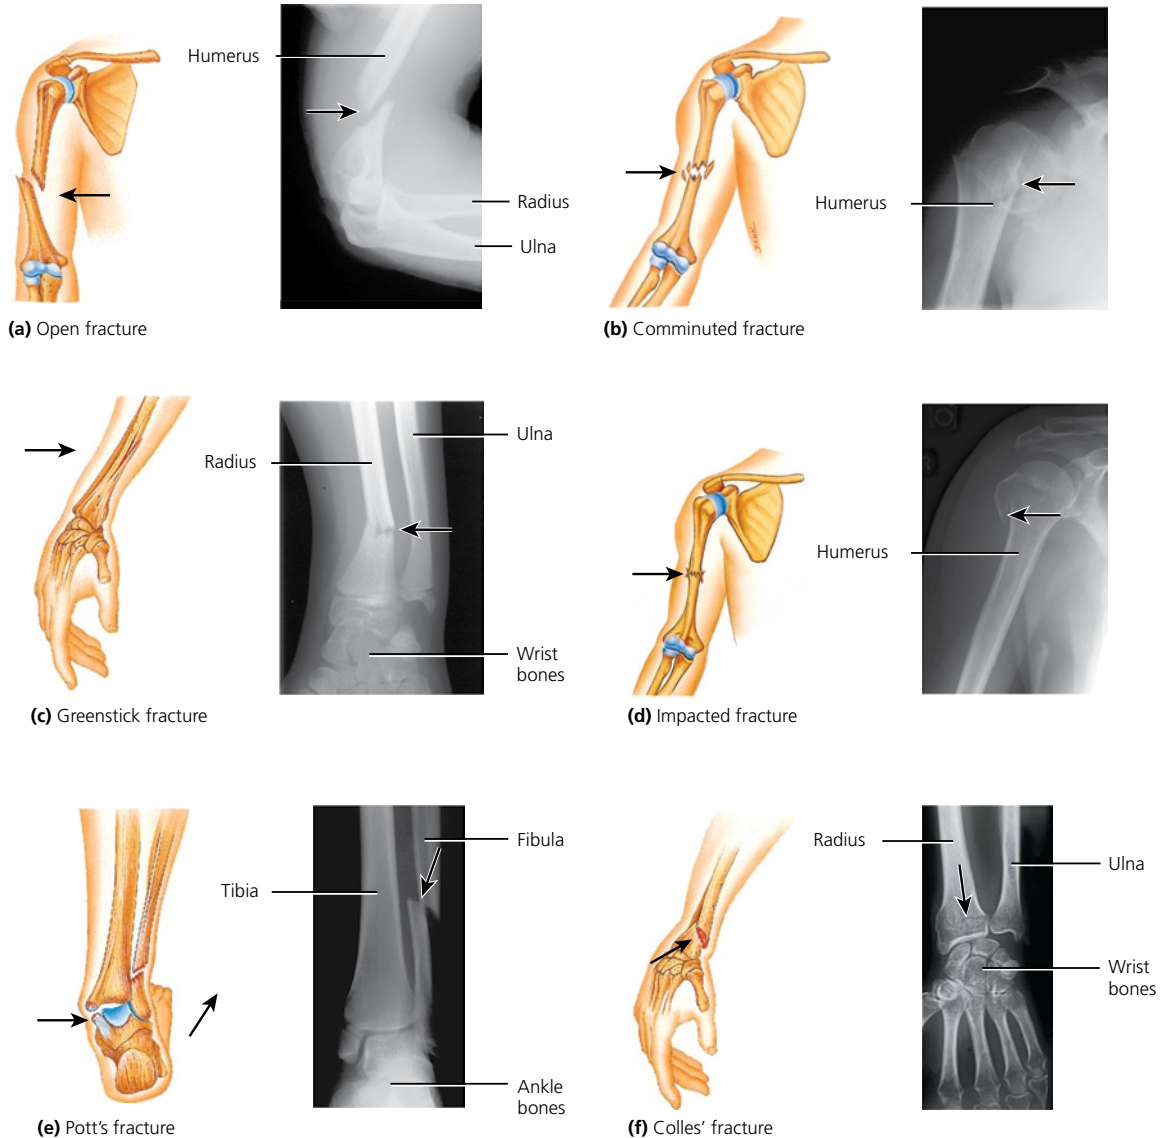 Humerus
Radius
Ulna
(a) Open fracture
Humerus
(b) Comminuted fracture
Radius
Ulna
Wrist
bones
(c) Greenstick fracture
Humerus
(d) Impacted fracture
Tibia
Fibula
Ankle
bones
(e) Pott's fracture
Radius
Ulna
Wrist
bones
(f) Colles' fracture